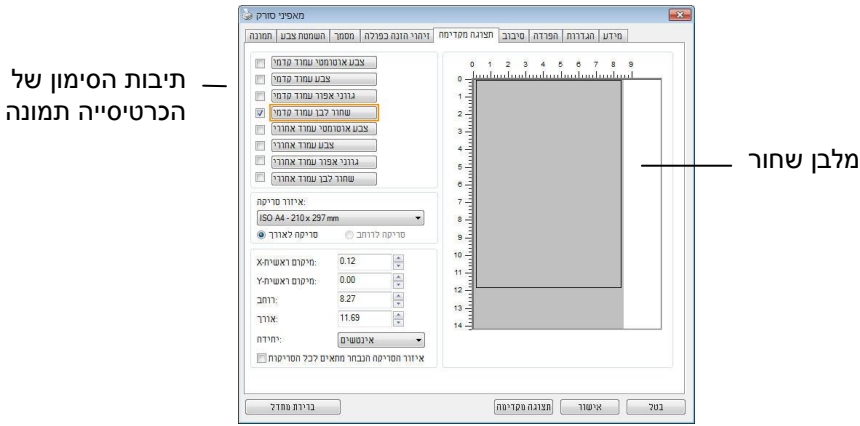 מאפיני סורק
תמונה השמטת צבע מסמך זיהוי הזנה כפולה תצוגה מקדימה סיבוב הפרדה הגדרות מידע
תיבות הסימון של
הכרטיסייה תמונה
צבע אוטומטי עמוד קדמי
צבע עמוד קדמי
גרוני אפור עמוד קדמי
שחור לבן עמוד קדמי
צבע אוטומטי עמוד אחורי
צבע עמוד אחורי
גרוני אפור עמוד אחורי
שחור לבן עמוד אחורי
איזור סריקה:
ISO A4 - 210 x 297 mm
סריקה לאורך סריקה לרוחב
X-מיקום ראשית: 0.12
Y-מיקום ראשית: 0.00
רוחב: 8.27
אורך: 11.69
יחידה: אינטשים
איזור הסריקה הנבחר מתאים לכל הסריקות
0 1 2 3 4 5 6 7 8 9
0
1
2
3
4
5
6
7
8
9
10
11
12
13
14
מלבן שחור
ברירת מחדל תצוגה מקדימה אישור בטל